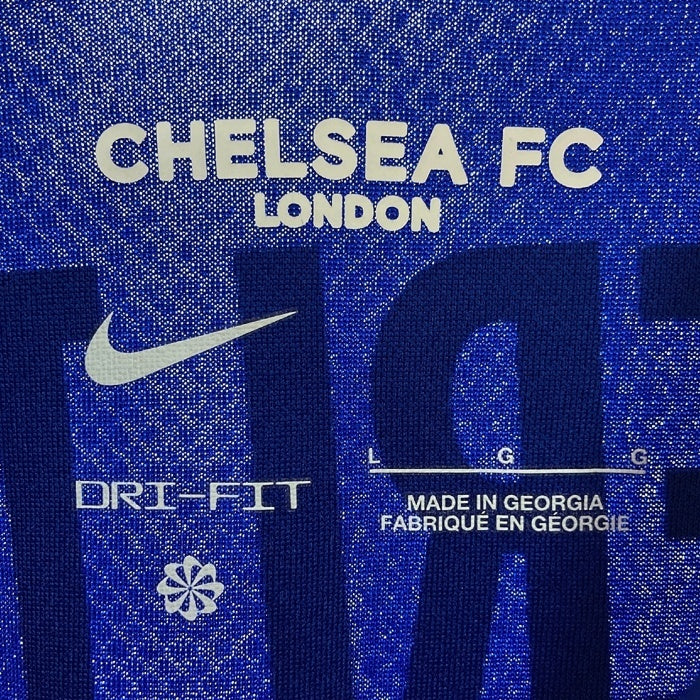 CHELSEA FC
LONDON
DRI-FIT
L G G
MADE IN GEORGIA
FABRIQUÉ EN GÉORGIE